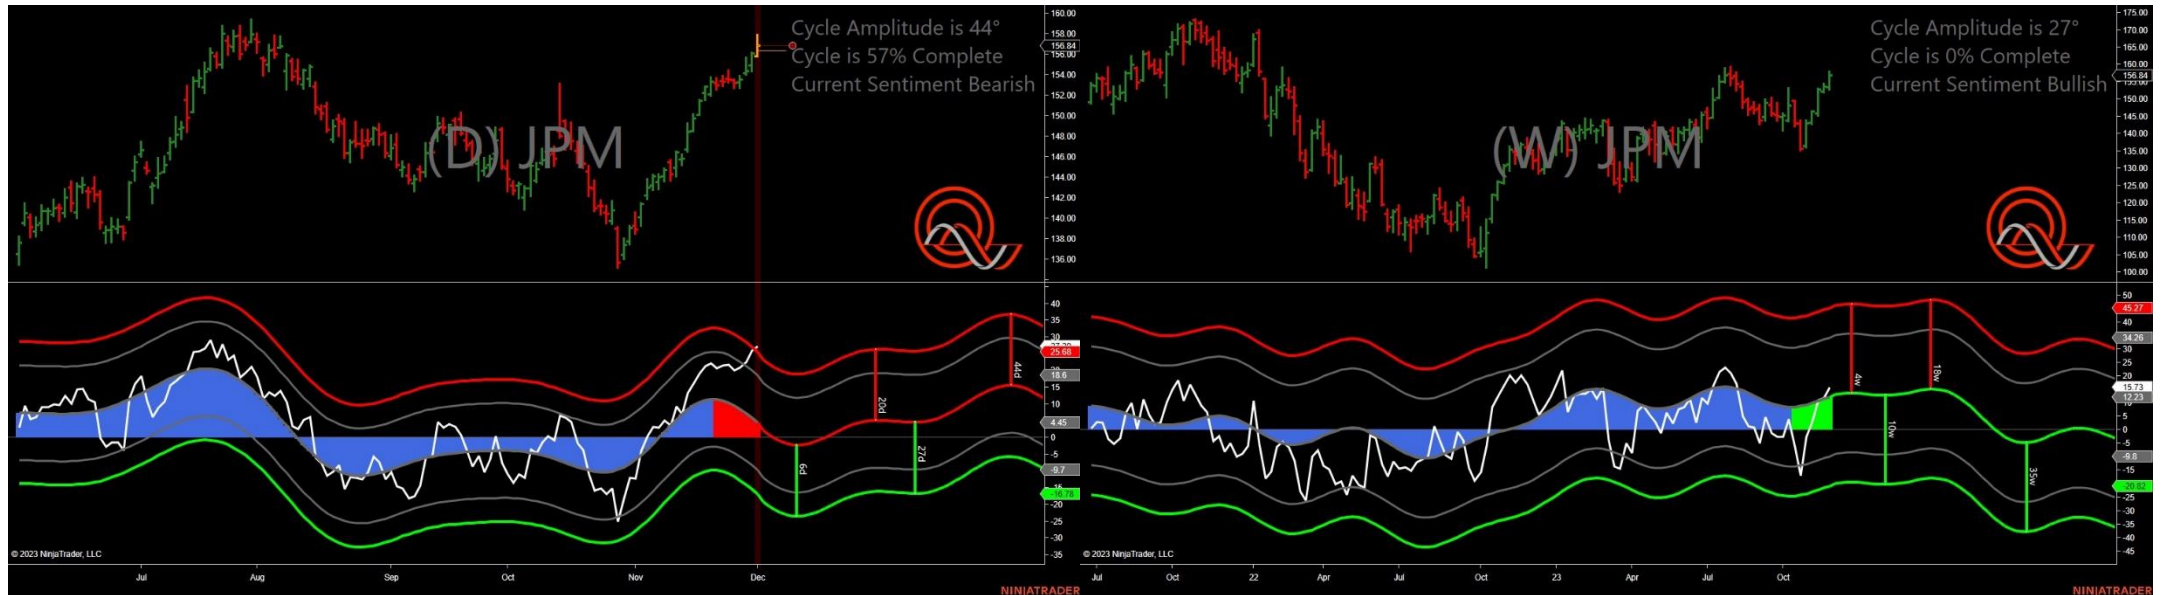 Cycle Amplitude is 44°
Cycle is 57% Complete
Current Sentiment Bearish
(D) JPM
160.00
158.00
156.84
156.00
154.00
152.00
150.00
148.00
146.00
144.00
142.00
140.00
138.00
136.00
40
35
30
25.68
18.6
15
10
4.45
0
-5
-9.7
-16.78
-20
-25
-30
-35
6d
20d
27d
44d
© 2023 NinjaTrader, LLC
Jul
Aug
Sep
Oct
Nov
Dec
NINJATRADER
Cycle Amplitude is 27°
Cycle is 0% Complete
Current Sentiment Bullish
(W) JPM
175.00
170.00
165.00
160.00
156.84
150.00
145.00
140.00
135.00
130.00
125.00
120.00
115.00
110.00
105.00
100.00
50
45.27
40
34.26
30
25
20
15.73
12.23
5
0
-5
-9.8
-15
-20.82
-25
-30
-35
-40
-45
4w
10w
18w
35w
© 2023 NinjaTrader, LLC
Jul
Oct
22
Apr
Jul
Oct
23
Apr
Jul
Oct
NINJATRADER